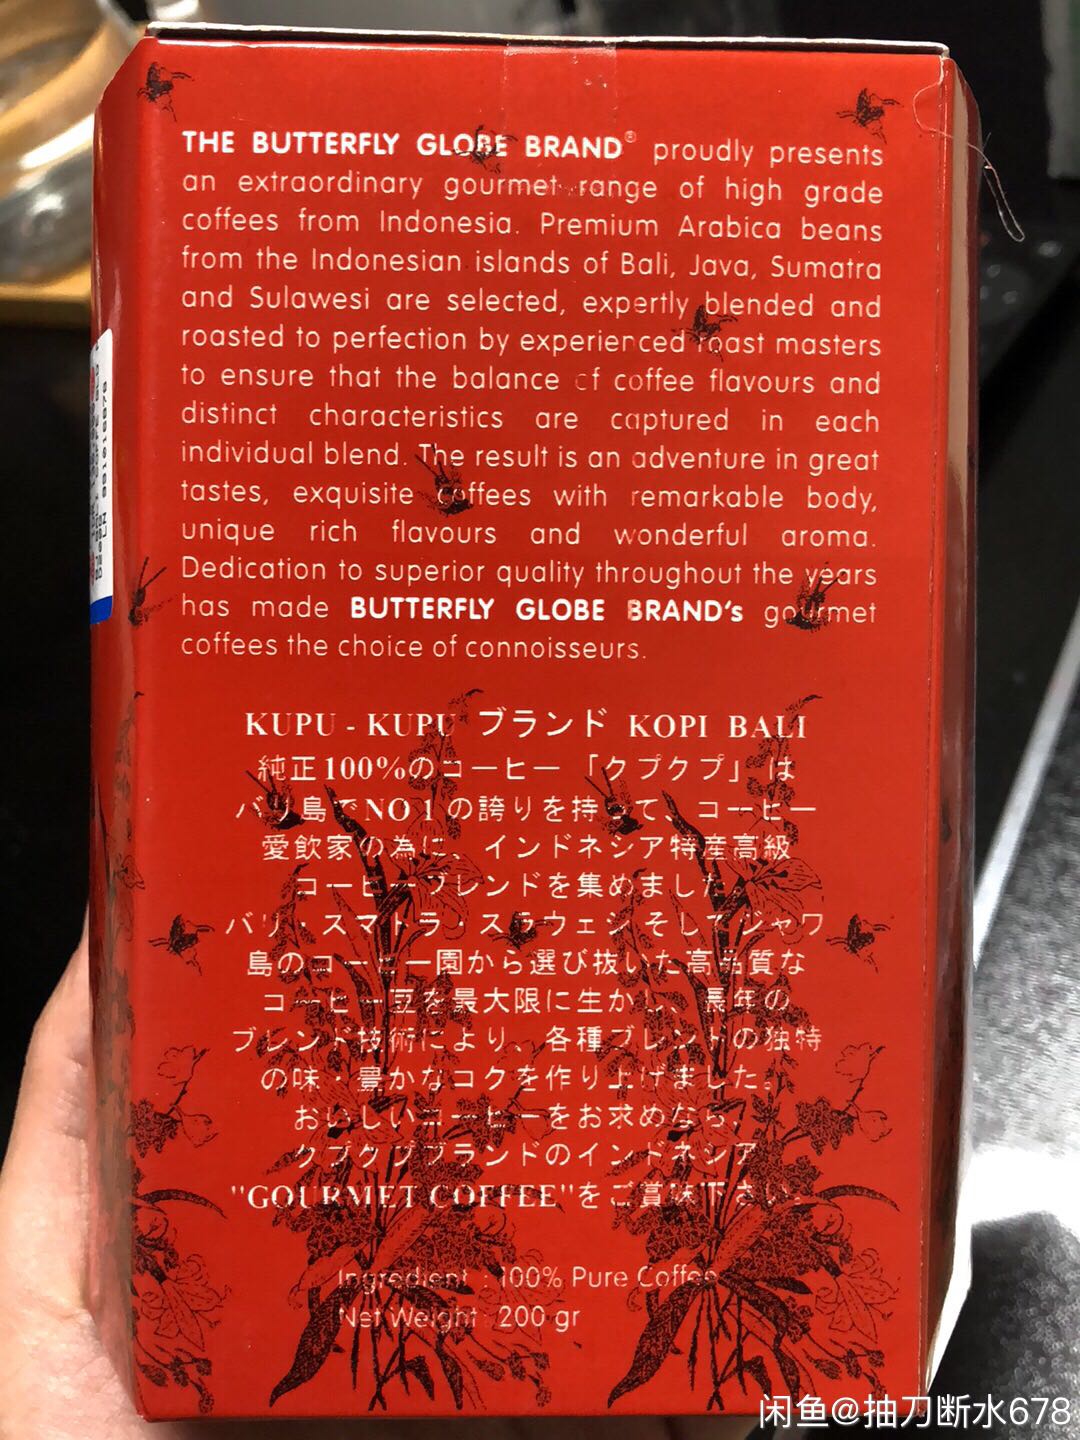 THE BUTTERFLY GLOBE BRAND® proudly presents
an extraordinary gourmet range of high grade
coffees from Indonesia. Premium Arabica beans
from the Indonesian islands of Bali, Java, Sumatra
and Sulawesi are selected, expertly blended and
roasted to perfection by experienced roast masters
to ensure that the balance of coffee flavours and
distinct characteristics are captured in each
individual blend. The result is an adventure in great
tastes, exquisite coffees with remarkable body,
unique rich flavours and wonderful aroma.
Dedication to superior quality throughout the years
has made BUTTERFLY GLOBE BRAND's gourmet
coffees the choice of connoisseurs.
KUPU - KUPU ブランド KOPI BALI
純正100%のコーヒー「クプクプ」は
バリ島でNO 1 の誇りを持って、コーヒー
愛飲家の為に、インドネシア特産高級
コーヒーブレンドを集めました。
バリ・スマトラ・スラウェシ そしてジャワ
島のコーヒー園から選び抜いた高品質な
コーヒー豆を最大限に生かし、長年の
ブレンド技術により、各種ブレンドの独特
の味・豊かなコクを作り上げました。
おいしいコーヒーをお求めなら、
クプクプブランドのインドネシア
"GOURMET COFFEE"をご賞味下さい。
Ingredient : 100% Pure Coffee
Net Weight : 200 gr
闲鱼@抽刀断水678